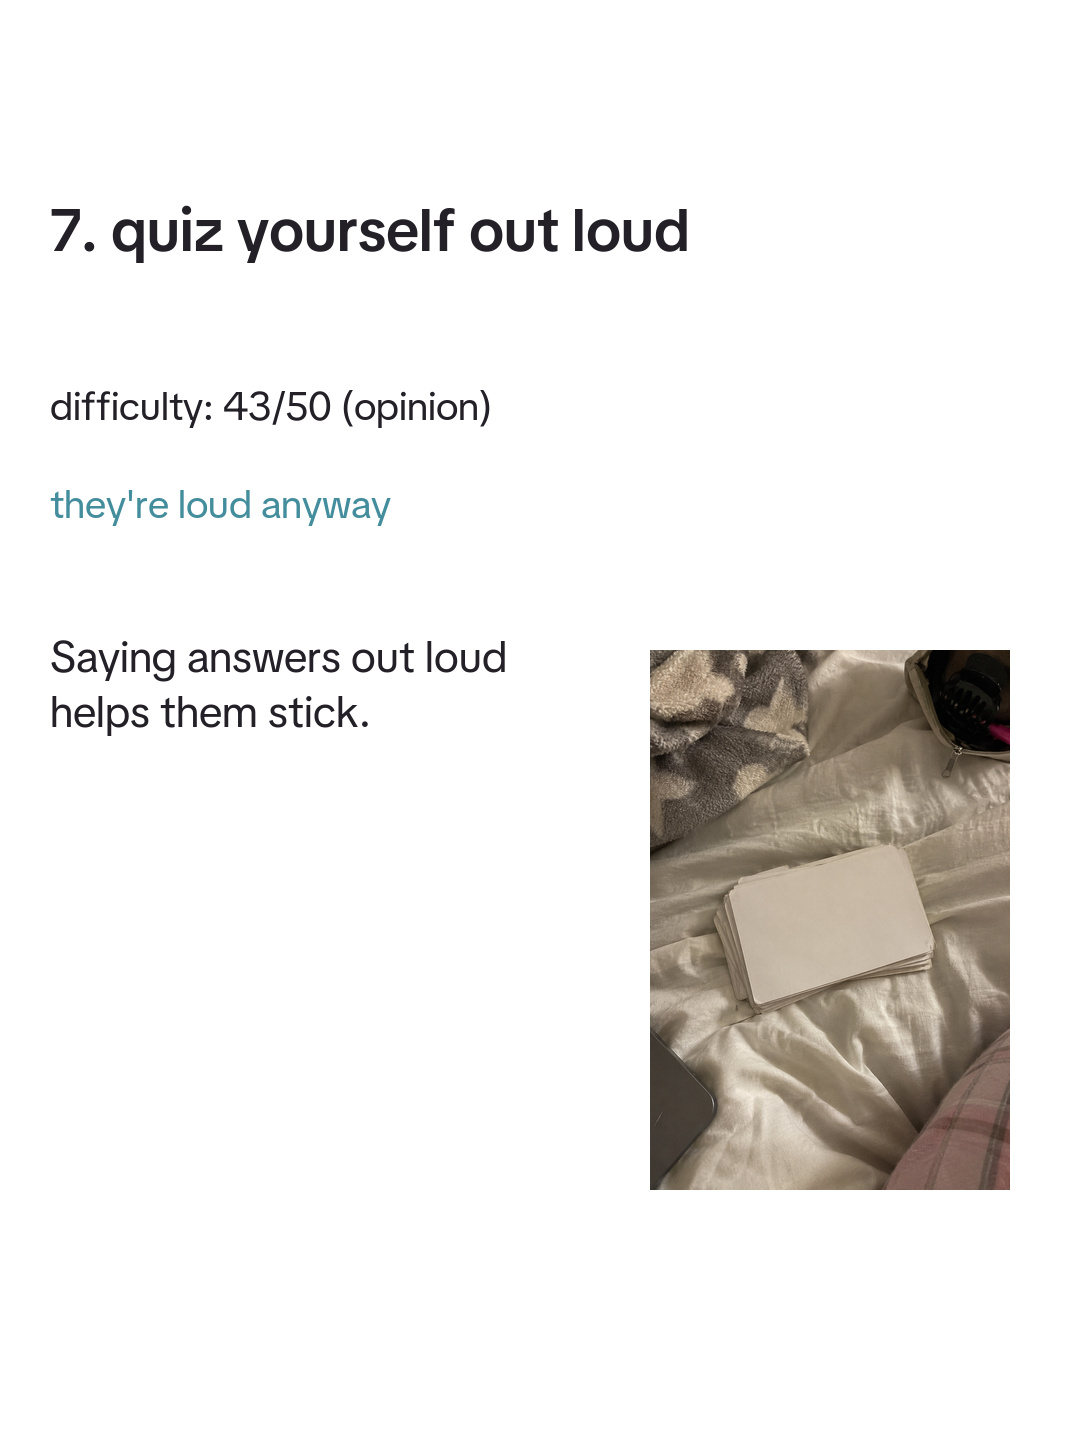 7. quiz yourself out loud
difficulty: 43/50 (opinion)
they're loud anyway
Saying answers out loud
helps them stick.